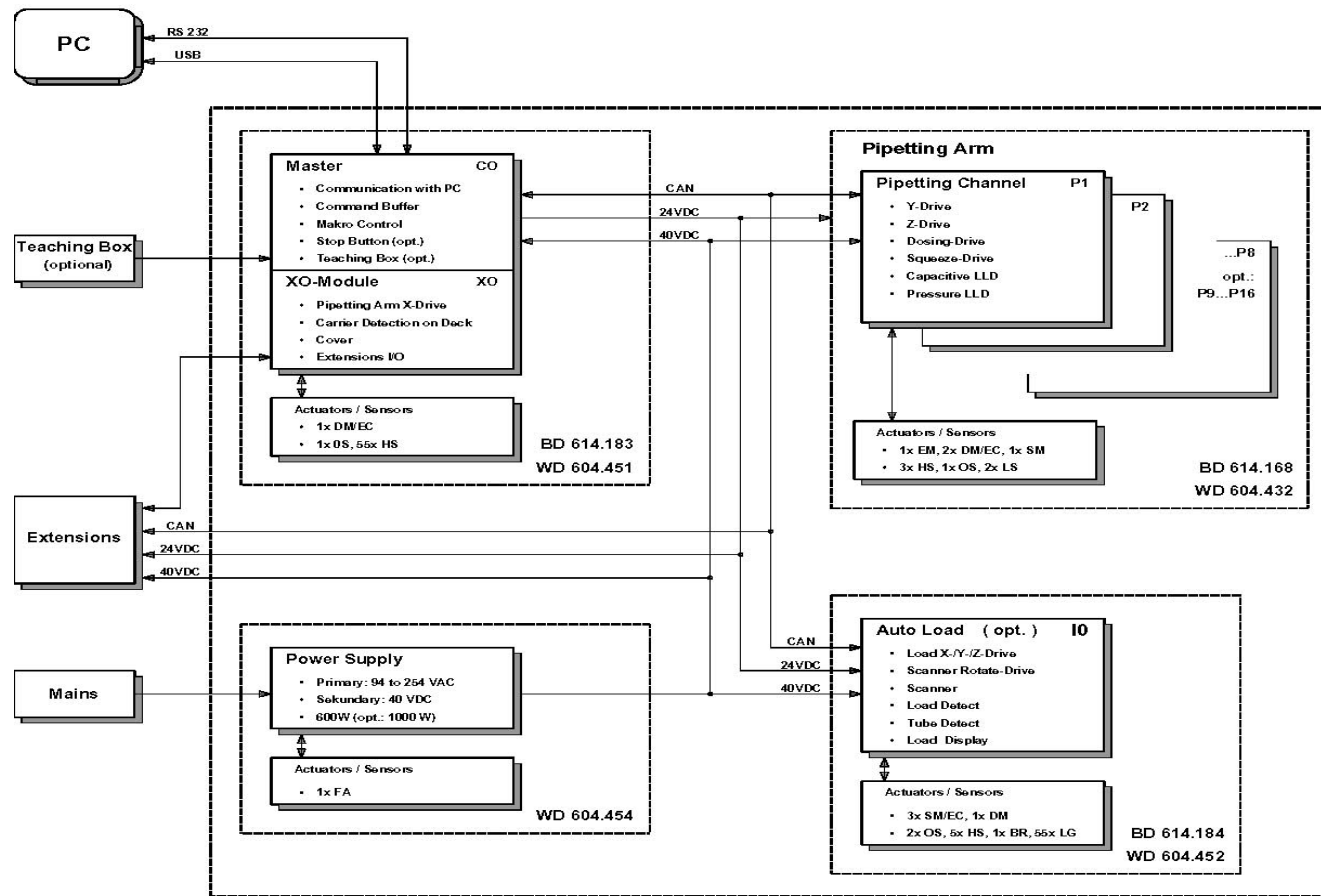 PC
RS 232
USB
Master CO
• Communication with PC
• Command Buffer
• Makro Control
• Stop Button (opt.)
• Teaching Box (opt.)
XO-Module XO
• Pipetting Arm X-Drive
• Carrier Detection on Deck
• Cover
• Extensions I/O
Actuators / Sensors
• 1x DM/EC
• 1x OS, 55x HS
BD 614.183
WD 604.451
Teaching Box
(optional)
CAN
24VDC
40VDC
Pipetting Arm
Pipetting Channel P1
• Y-Drive
• Z-Drive
• Dosing-Drive
• Squeeze-Drive
• Capacitive LLD
• Pressure LLD
P2
...P8
opt.:
P9...P16
Actuators / Sensors
• 1x EM, 2x DM/EC, 1x SM
• 3x HS, 1x OS, 2x LS
BD 614.168
WD 604.432
Extensions
CAN
24VDC
40VDC
Mains
Power Supply
• Primary: 94 to 254 VAC
• Sekundary: 40 VDC
• 600W (opt.: 1000 W)
Actuators / Sensors
• 1x FA
WD 604.454
CAN
24VDC
40VDC
Auto Load ( opt. ) I0
• Load X-/Y-/Z-Drive
• Scanner Rotate-Drive
• Scanner
• Load Detect
• Tube Detect
• Load Display
Actuators / Sensors
• 3x SM/EC, 1x DM
• 2x OS, 5x HS, 1x BR, 55x LG
BD 614.184
WD 604.452